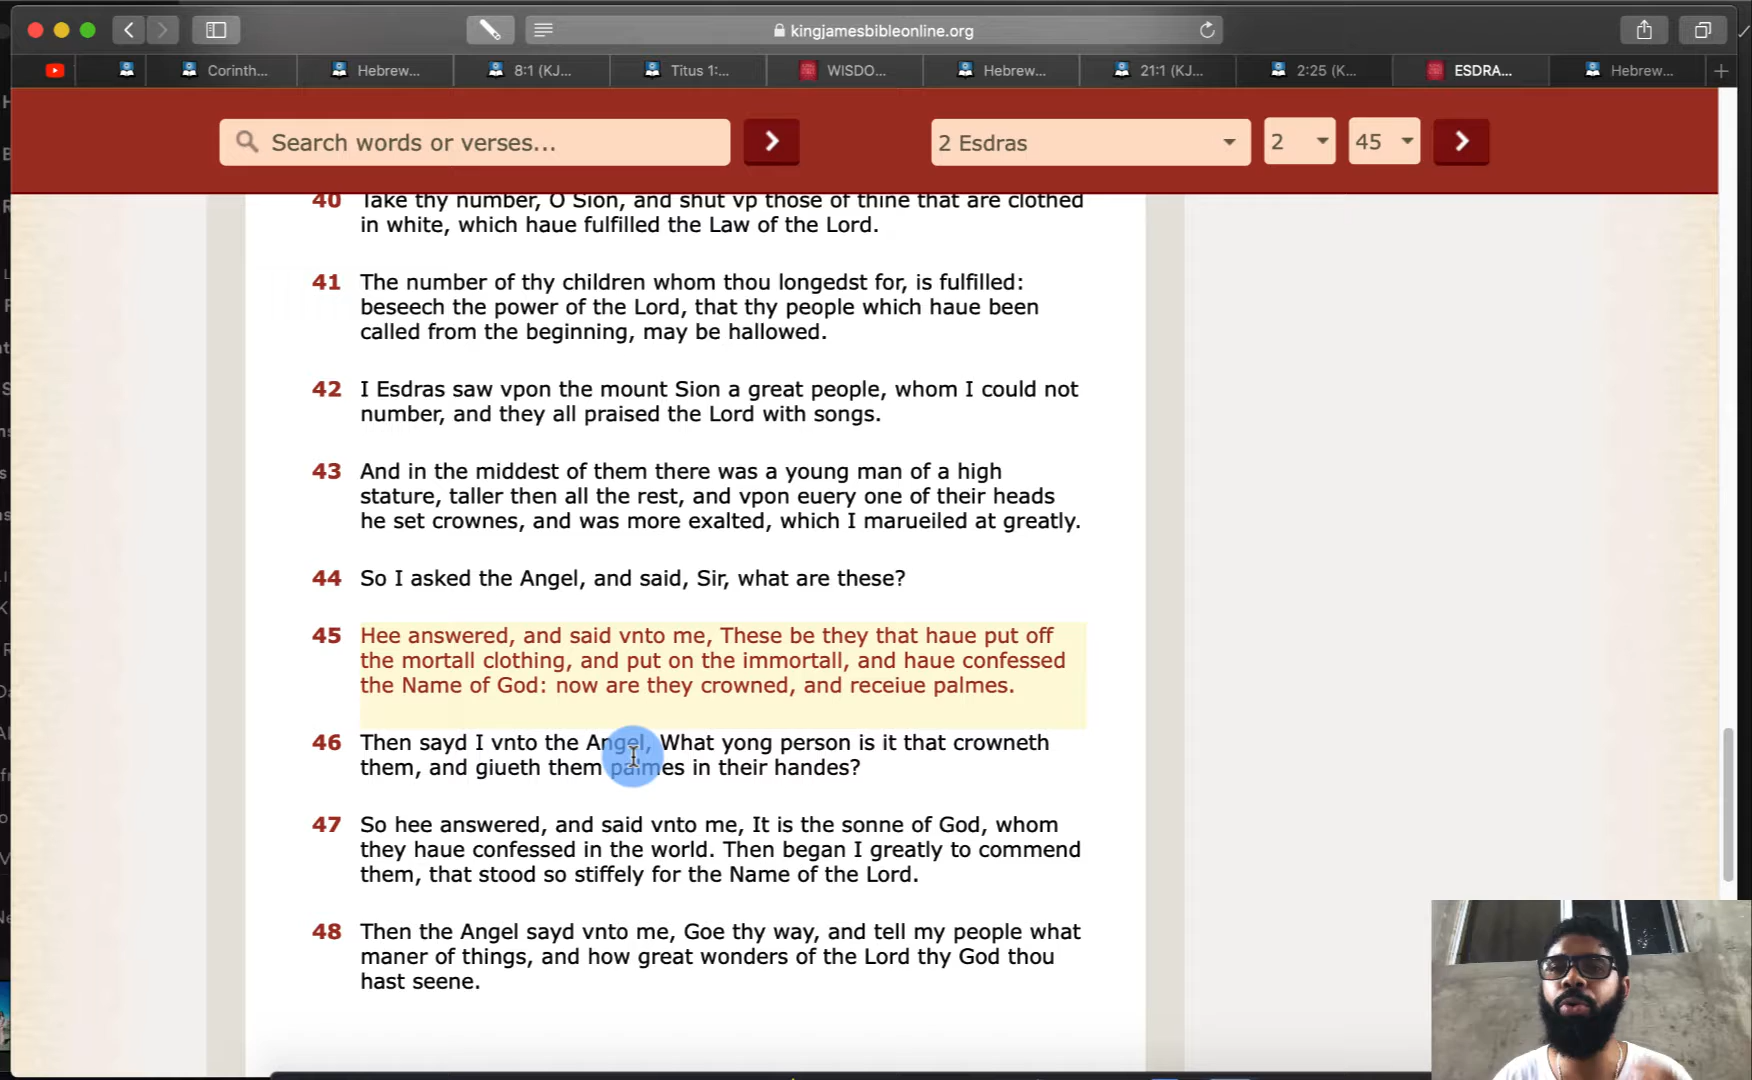 kingjamesbibleonline.org
Corinth... Hebrew... 8:1 (KJ... Titus 1:... WISDO... Hebrew... 21:1 (KJ... 2:25 (K... ESDRA... Hebrew...
Search words or verses... 2 Esdras 2 45
40 Take thy number, O Sion, and shut vp those of thine that are clothed
in white, which haue fulfilled the Law of the Lord.
41 The number of thy children whom thou longedst for, is fulfilled:
beseech the power of the Lord, that thy people which haue been
called from the beginning, may be hallowed.
42 I Esdras saw vpon the mount Sion a great people, whom I could not
number, and they all praised the Lord with songs.
43 And in the middest of them there was a young man of a high
stature, taller then all the rest, and vpon euery one of their heads
he set crownes, and was more exalted, which I marueiled at greatly.
44 So I asked the Angel, and said, Sir, what are these?
45 Hee answered, and said vnto me, These be they that haue put off
the mortall clothing, and put on the immortall, and haue confessed
the Name of God: now are they crowned, and receiue palmes.
46 Then sayd I vnto the Angel, What yong person is it that crowneth
them, and giueth them palmes in their handes?
47 So hee answered, and said vnto me, It is the sonne of God, whom
they haue confessed in the world. Then began I greatly to commend
them, that stood so stiffely for the Name of the Lord.
48 Then the Angel sayd vnto me, Goe thy way, and tell my people what
maner of things, and how great wonders of the Lord thy God thou
hast seene.